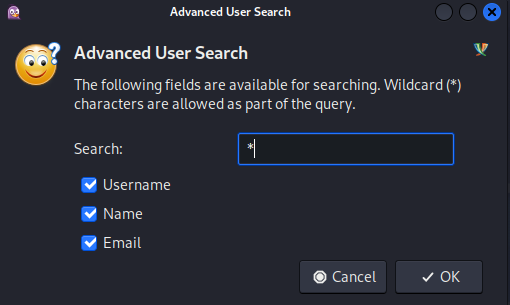 Advanced User Search
Advanced User Search
The following fields are available for searching. Wildcard (*)
characters are allowed as part of the query.
Search: *
Username
Name
Email
Cancel OK